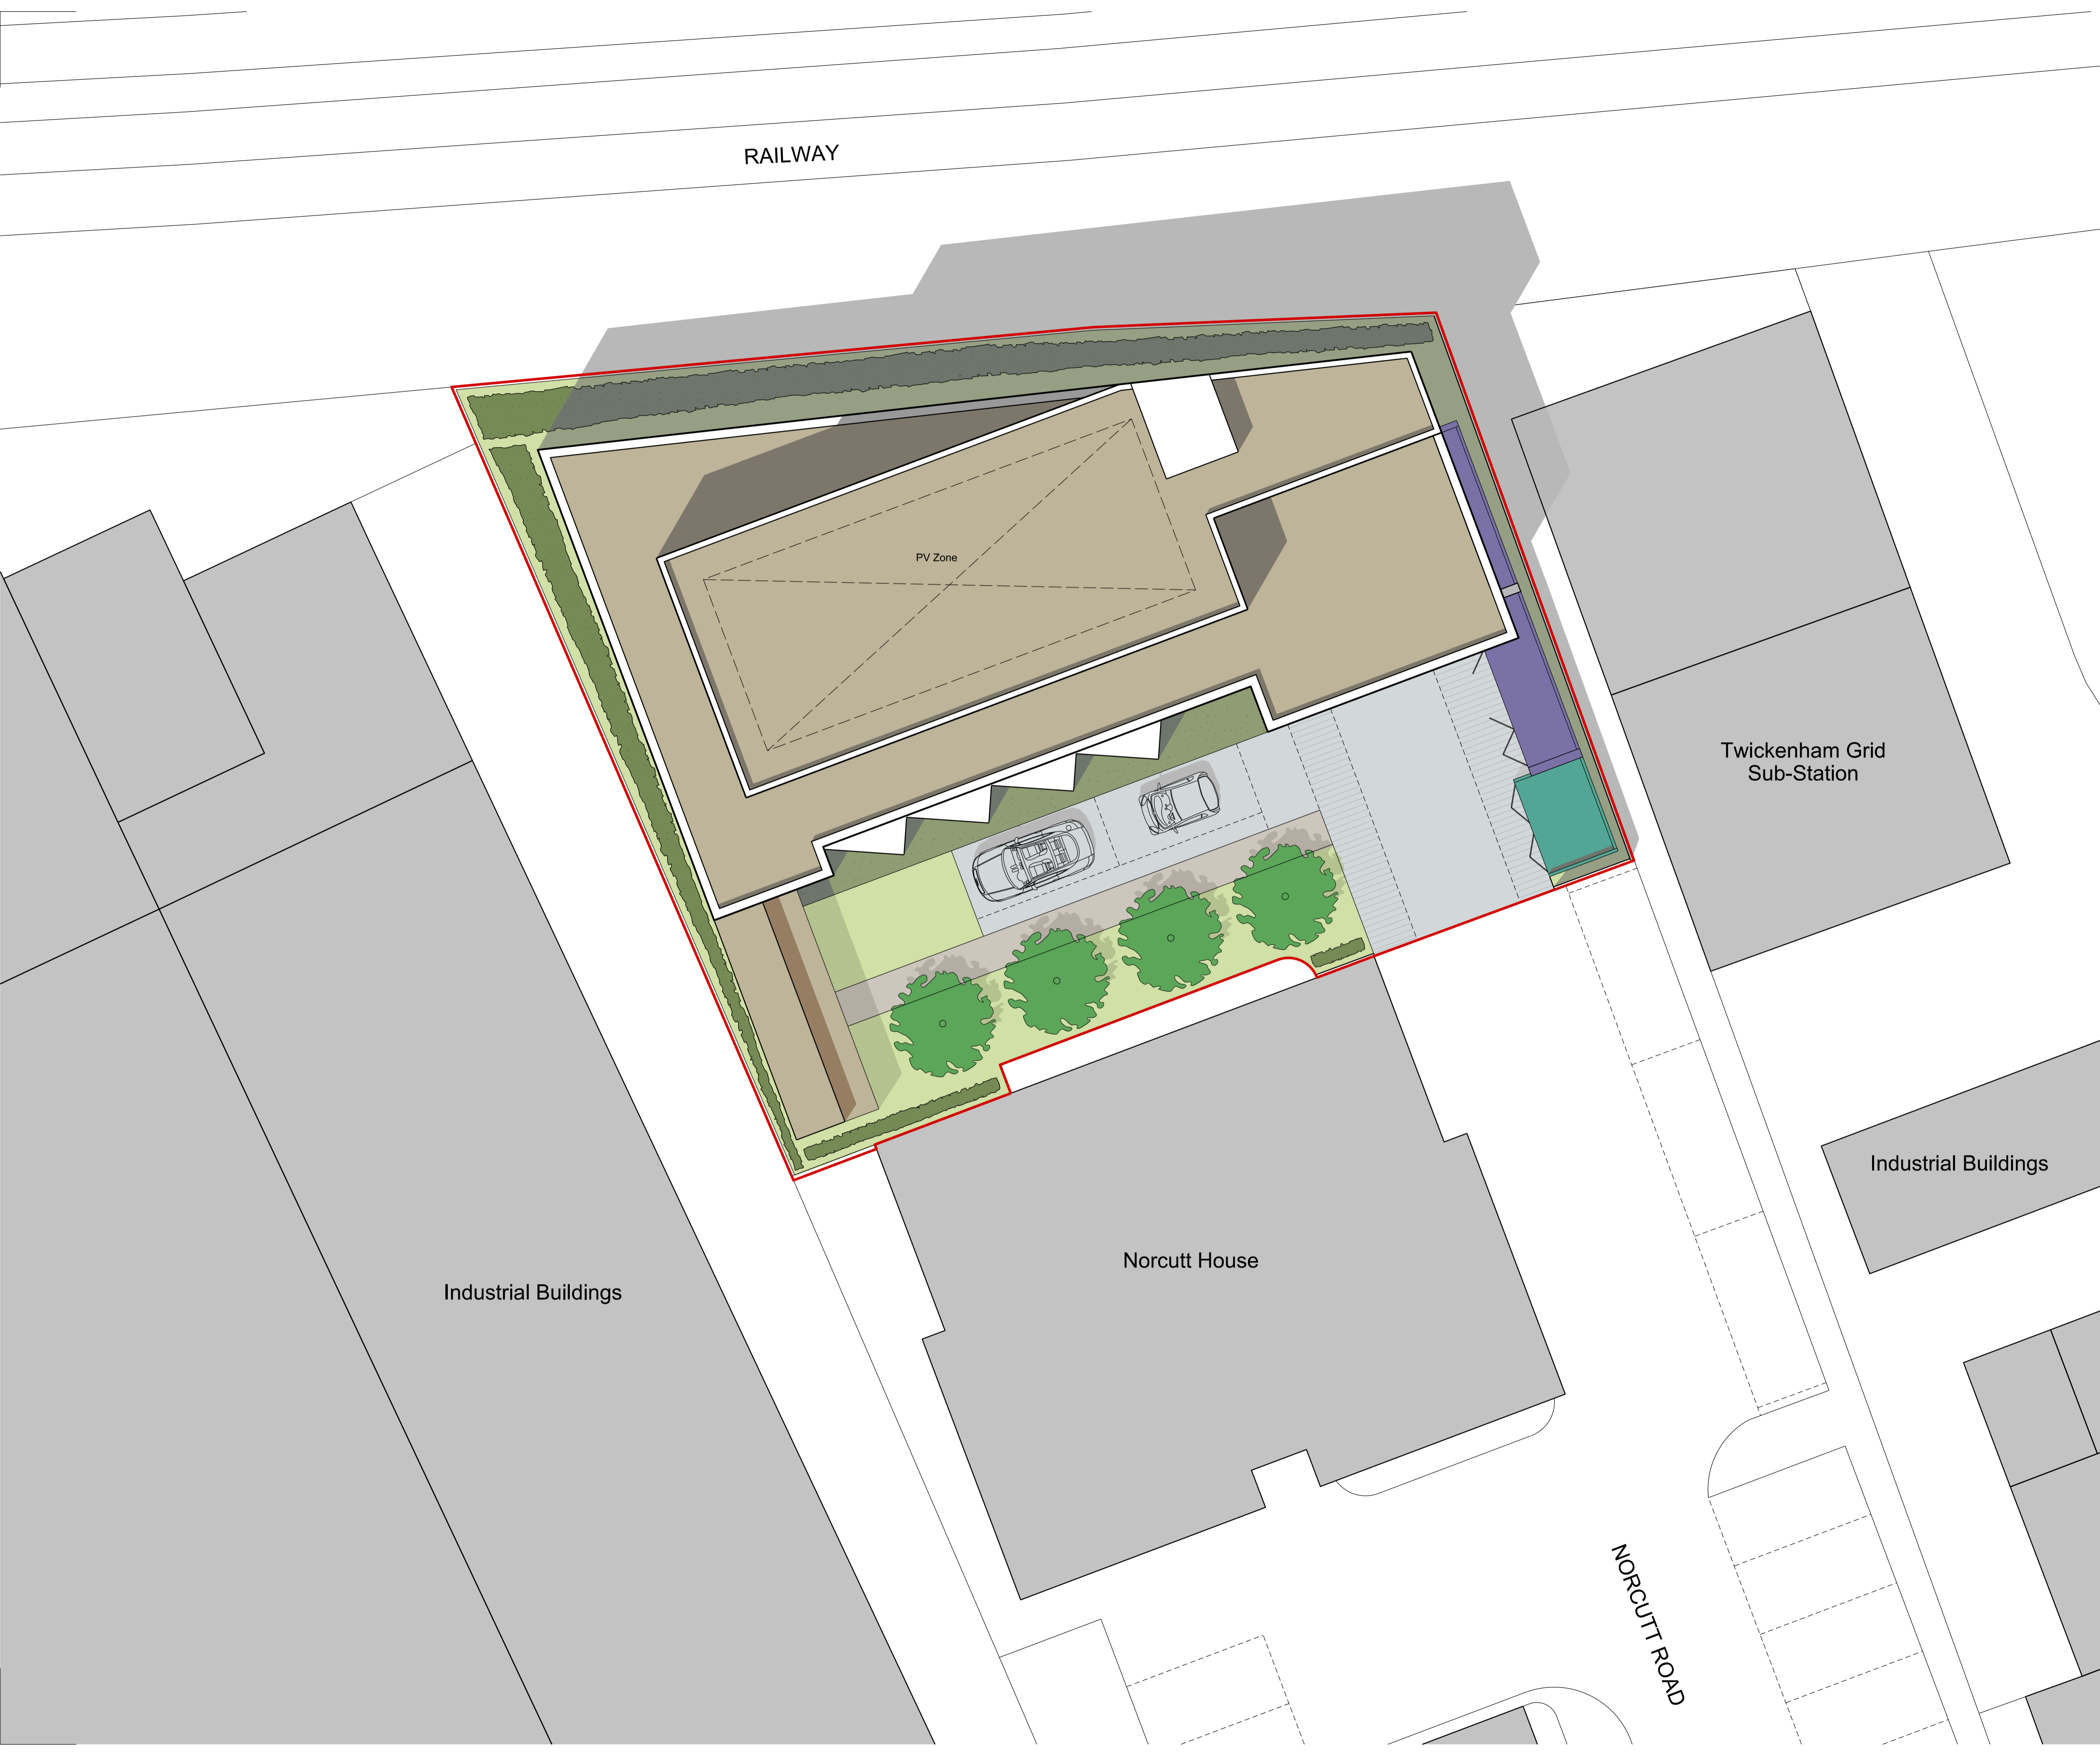 RAILWAY
PV Zone
Twickenham Grid
Sub-Station
Industrial Buildings
Norcutt House
Industrial Buildings
NORCUTT ROAD